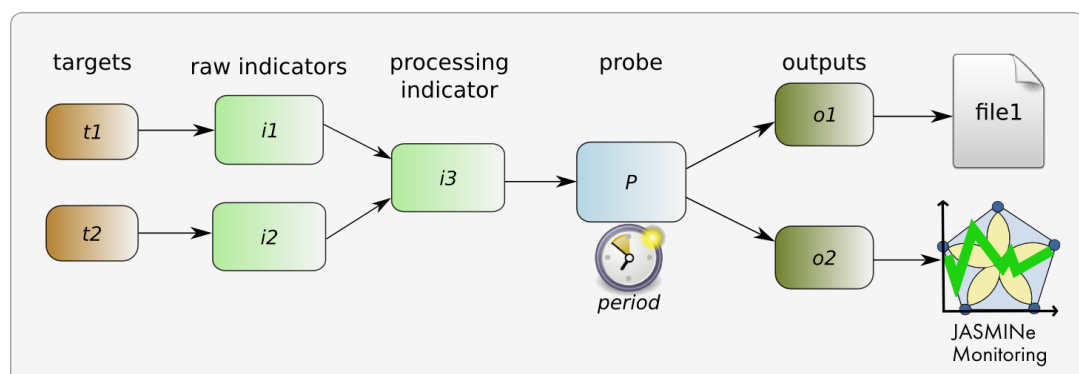 targets
raw indicators
processing
indicator
probe
outputs
t1
i1
i3
P
o1
file1
t2
i2
o2
period
JASMINe
Monitoring